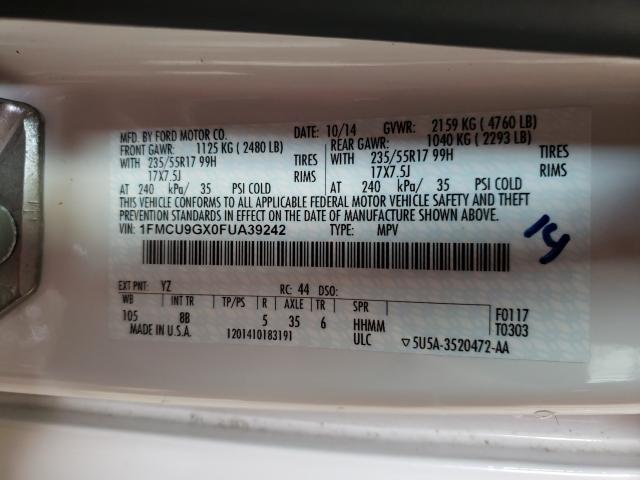 MFD. BY FORD MOTOR CO. DATE: 10/14 GVWR: 2159 KG ( 4760 LB)
FRONT GAWR: 1125 KG ( 2480 LB) REAR GAWR: 1040 KG ( 2293 LB)
WITH 235/55R17 99H TIRES WITH 235/55R17 99H TIRES
17X7.5J RIMS 17X7.5J RIMS
AT 240 kPa/ 35 PSI COLD AT 240 kPa/ 35 PSI COLD
THIS VEHICLE CONFORMS TO ALL APPLICABLE FEDERAL MOTOR VEHICLE SAFETY AND THEFT
PREVENTION STANDARDS IN EFFECT ON THE DATE OF MANUFACTURE SHOWN ABOVE.
VIN: 1FMCU9GX0FUA39242 TYPE: MPV
14
EXT PNT: YZ RC: 44 DSO:
WB INT TR TP/PS R AXLE TR SPR F0117
105 8B 5 35 6 HHMM T0303
MADE IN U.S.A. 1201410183191 ULC ▽5U5A-3520472-AA